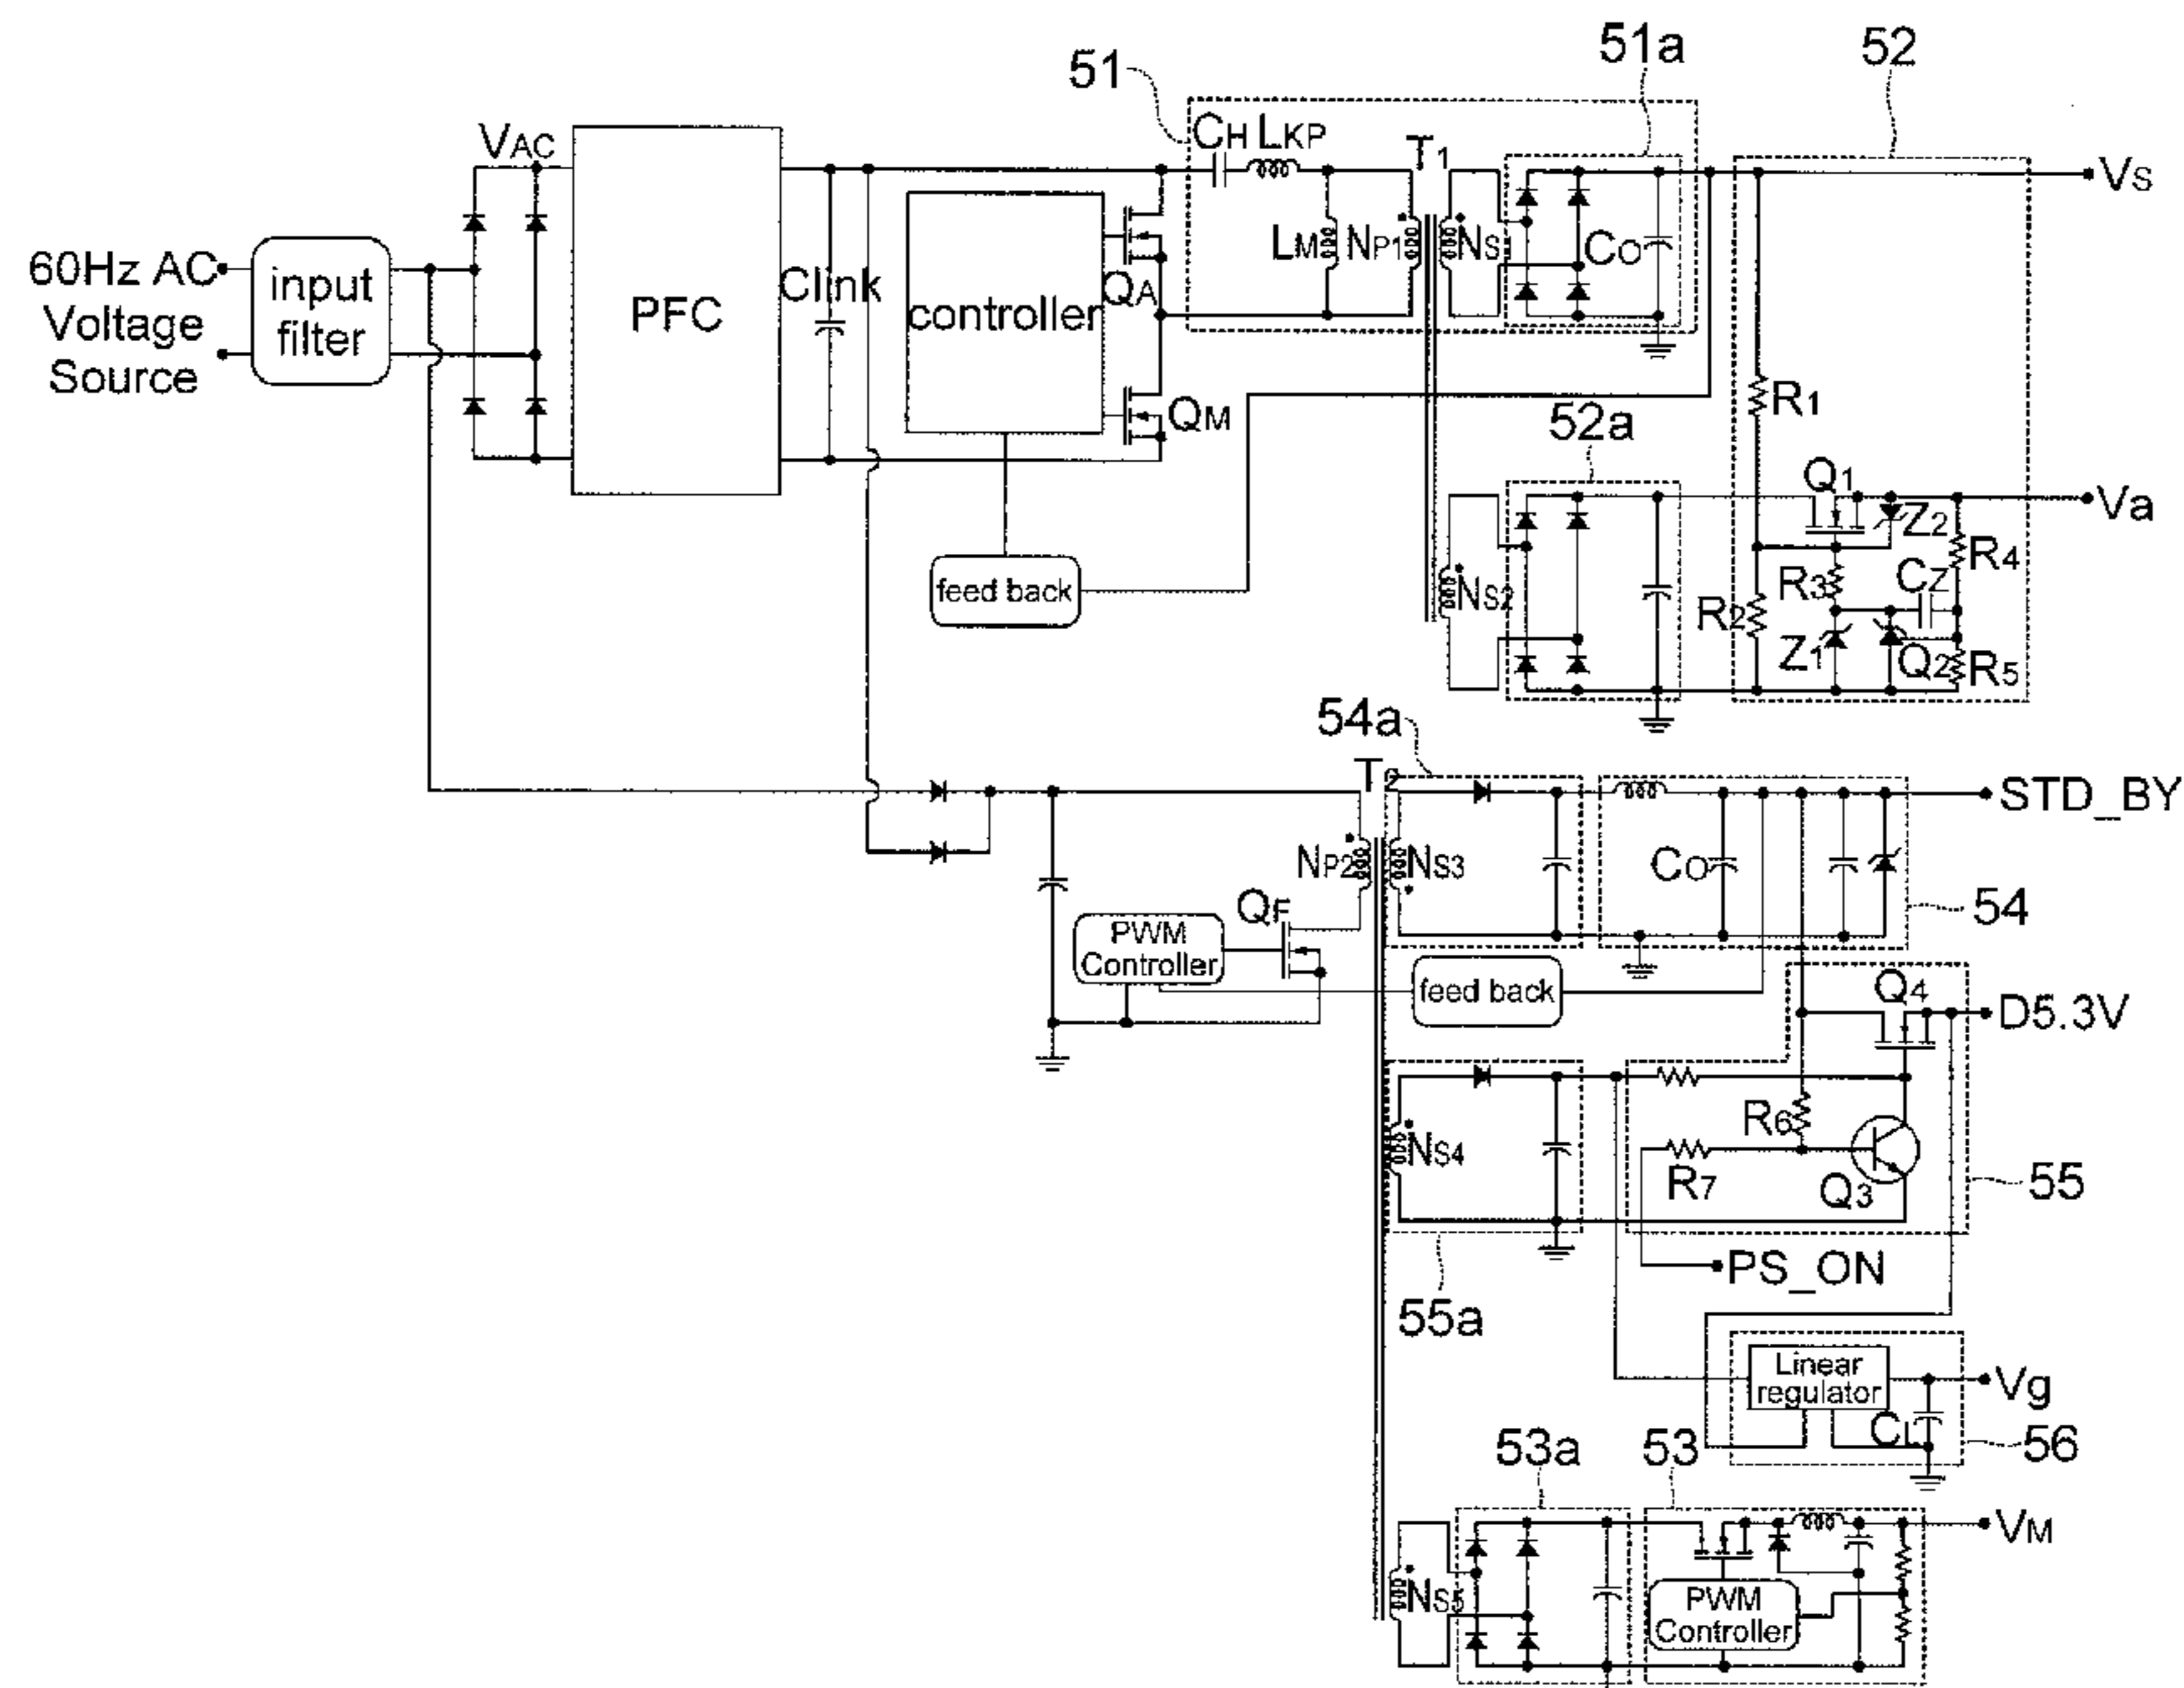 51
51a
52
VAC
CH LKP
T1
VS
60Hz AC
Voltage
Source
input
filter
PFC
Clink
controller
QA
LM
NP1
NS1
CO
QM
R1
52a
Q1
Z2
Va
R4
CZ
R3
feed back
NS2
R2
Z1
Q2
R5
54a
T2
STD_BY
NP2
NS3
CO
54
QF
PWM
Controller
feed back
Q4
D5.3V
R6
NS4
R7
Q3
55
PS_ON
55a
Linear
regulator
Vg
CL
56
53a
53
VM
NS5
PWM
Controller